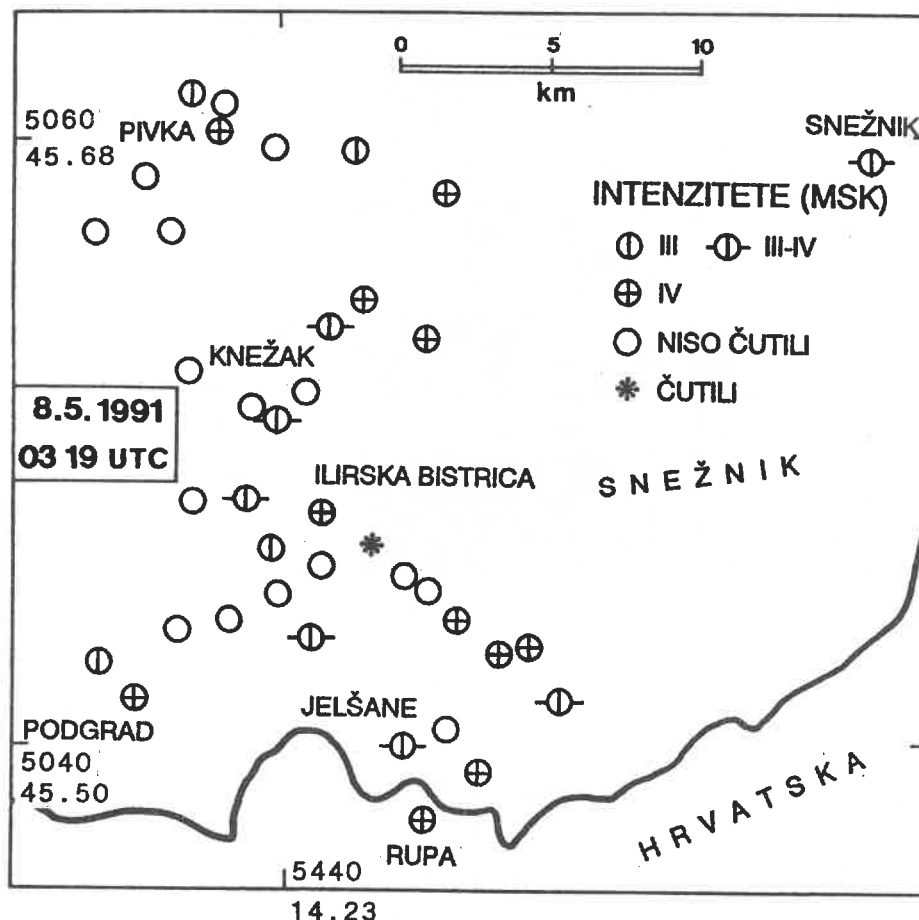 0 5 10
km
5060
45.68
PIVKA
SNEŽNIK
INTENZITETE (MSK)
III III-IV
IV
NISO ČUTILI
ČUTILI
KNEŽAK
8.5.1991
03 19 UTC
ILIRSKA BISTRICA
SNEŽNIK
JELŠANE
PODGRAD
5040
45.50
HRVATSKA
RUPA
5440
14.23